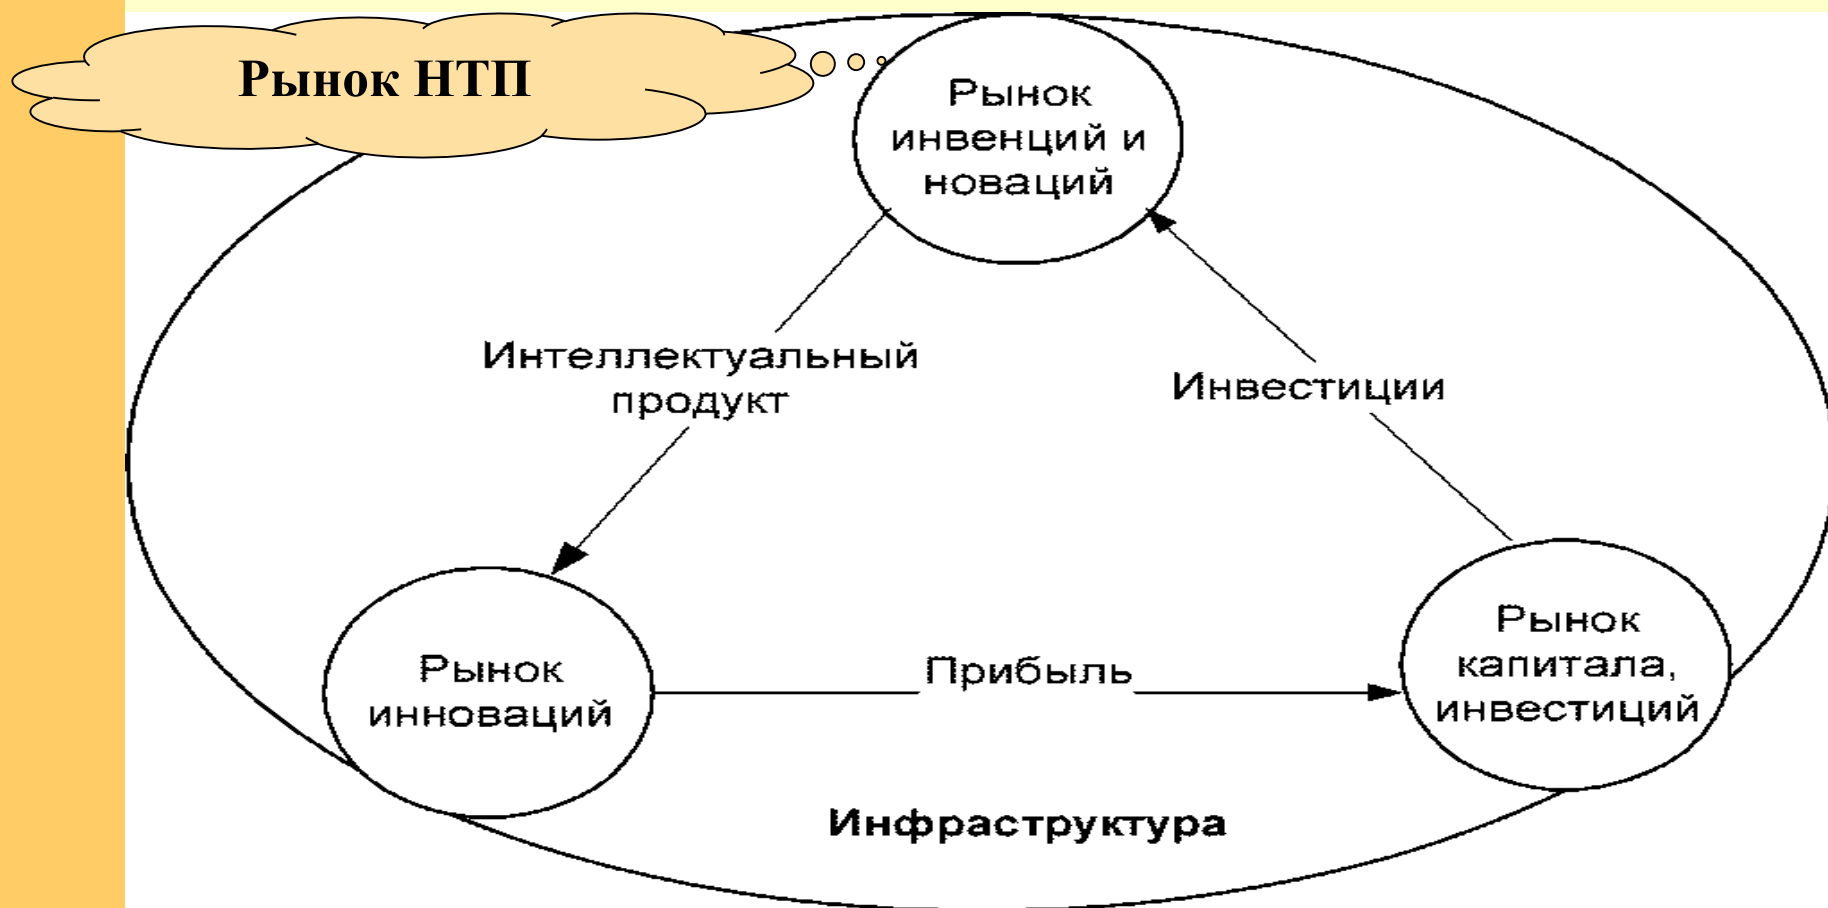 Рынок НТП
Рынок
инвенций и
новаций
Интеллектуальный
продукт
Инвестиции
Рынок
инноваций
Прибыль
Рынок
капитала,
инвестиций
Инфраструктура